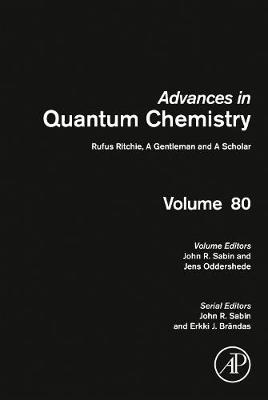 Advances in
Quantum Chemistry
Rufus Ritchie, A Gentleman and A Scholar
Volume 80
Volume Editors
John R. Sabin and
Jens Oddershede
Serial Editors
John R. Sabin
and Erkki J. Brändas
AP